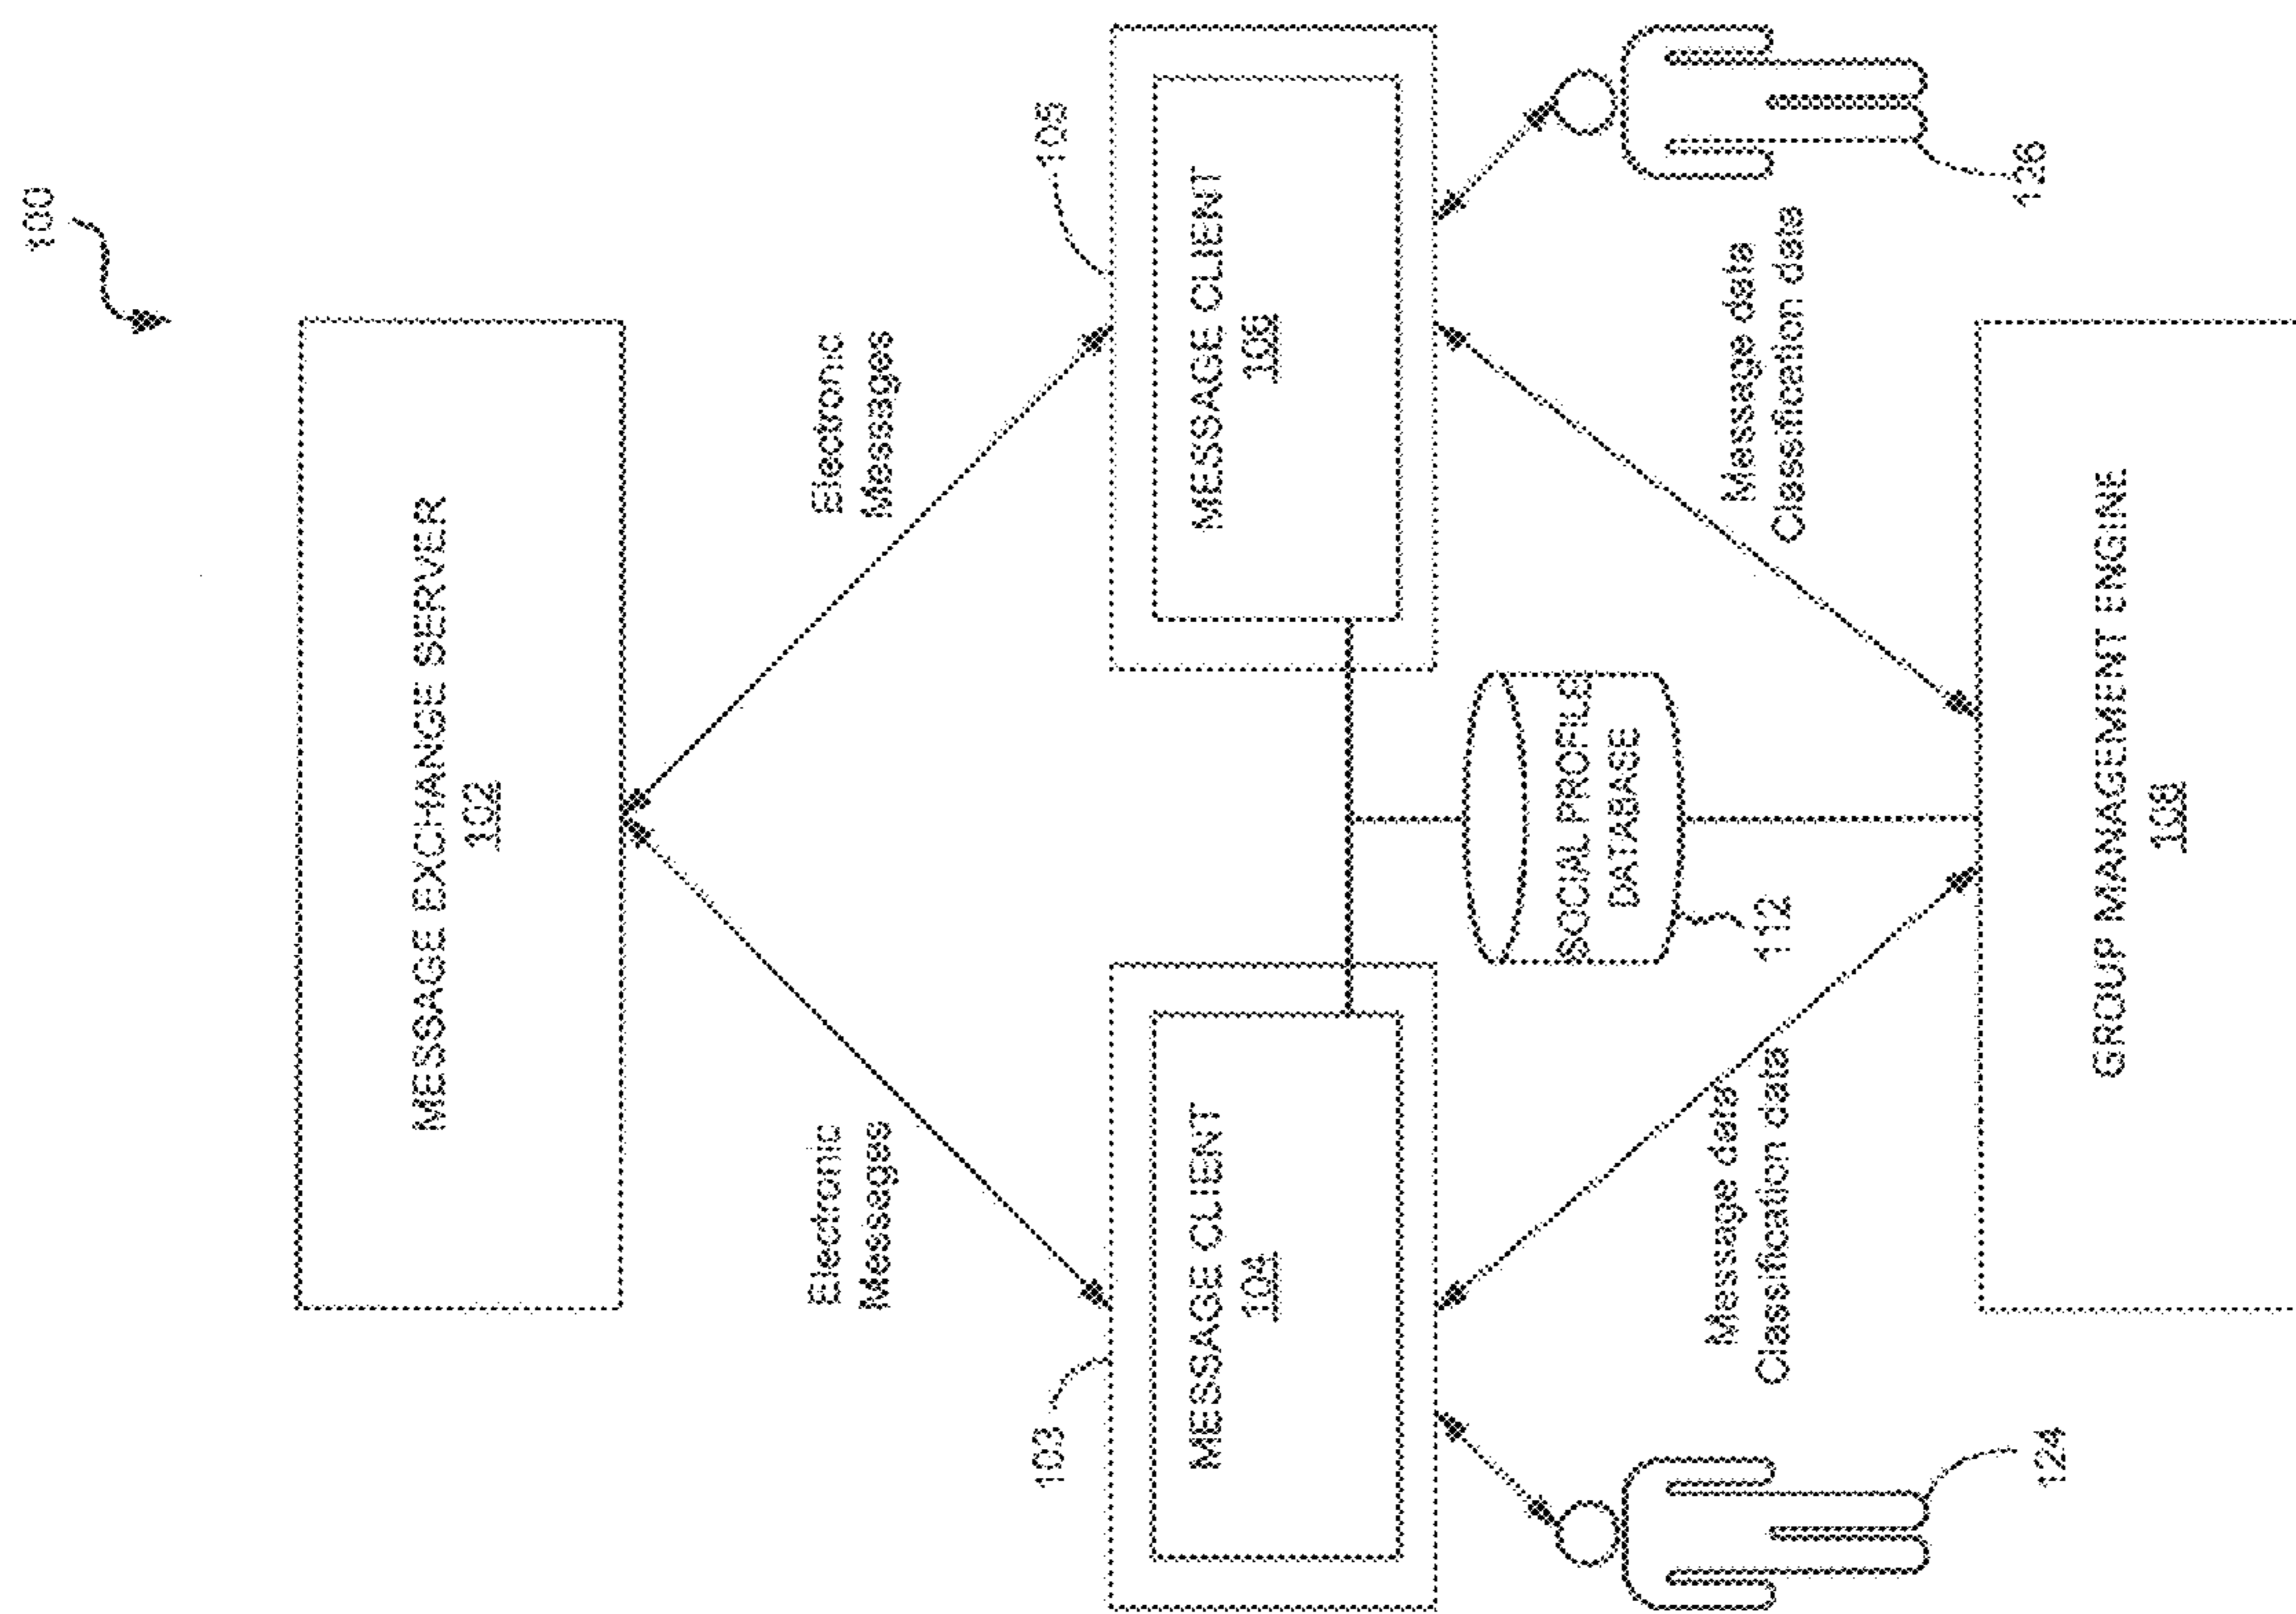 100
MESSAGE EXCHANGE SERVER
102
Electronic
Messages
Electronic
Messages
103
105
MESSAGE CLIENT
104
MESSAGE CLIENT
106
SOCIAL PROFILE
DATABASE
112
Message data
Classification data
Message data
Classification data
124
126
GROUP MANAGEMENT ENGINE
108